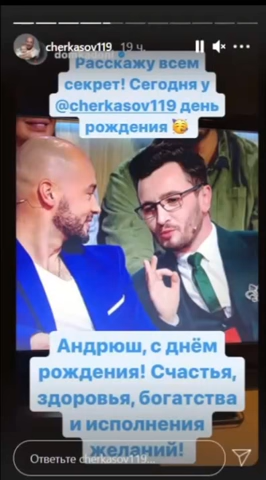 cherkasov119 19 ч.
Расскажу всем
секрет! Сегодня у
@cherkasov119 день
рождения 🥳
Андрюш, с днём
рождения! Счастья,
здоровья, богатства
и исполнения
желаний!
Ответьте cherkasov119...